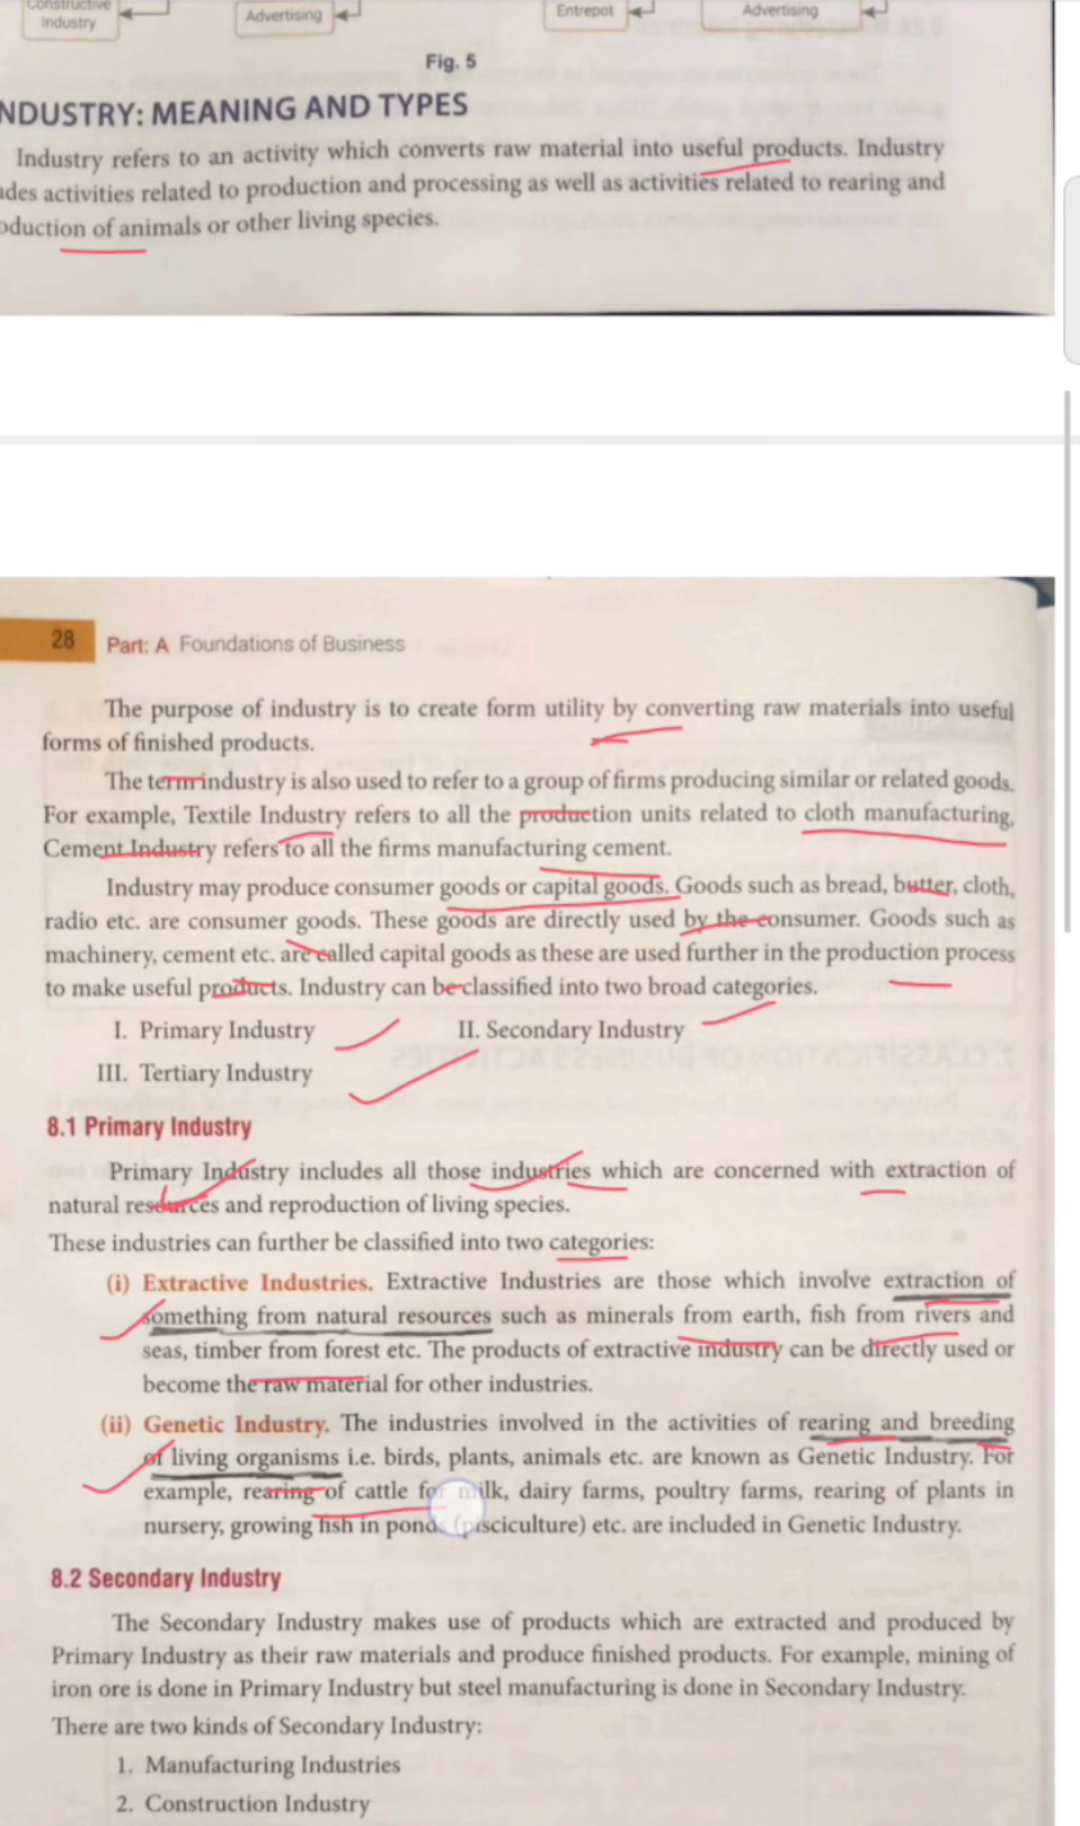 Constructive
Industry
Advertising
Entrepot
Advertising
Fig. 5
NDUSTRY: MEANING AND TYPES
Industry refers to an activity which converts raw material into useful products. Industry
udes activities related to production and processing as well as activities related to rearing and
oduction of animals or other living species.
28 Part: A Foundations of Business
The purpose of industry is to create form utility by converting raw materials into useful
forms of finished products.
The term industry is also used to refer to a group of firms producing similar or related goods.
For example, Textile Industry refers to all the production units related to cloth manufacturing,
Cement Industry refers to all the firms manufacturing cement.
Industry may produce consumer goods or capital goods. Goods such as bread, butter, cloth,
radio etc. are consumer goods. These goods are directly used by the consumer. Goods such as
machinery, cement etc. are called capital goods as these are used further in the production process
to make useful products. Industry can be classified into two broad categories.
I. Primary Industry II. Secondary Industry
III. Tertiary Industry
8.1 Primary Industry
Primary Industry includes all those industries which are concerned with extraction of
natural resources and reproduction of living species.
These industries can further be classified into two categories:
(i) Extractive Industries. Extractive Industries are those which involve extraction of
something from natural resources such as minerals from earth, fish from rivers and
seas, timber from forest etc. The products of extractive industry can be directly used or
become the raw material for other industries.
(ii) Genetic Industry. The industries involved in the activities of rearing and breeding
of living organisms i.e. birds, plants, animals etc. are known as Genetic Industry. For
example, rearing of cattle for milk, dairy farms, poultry farms, rearing of plants in
nursery, growing fish in ponds (pisciculture) etc. are included in Genetic Industry.
8.2 Secondary Industry
The Secondary Industry makes use of products which are extracted and produced by
Primary Industry as their raw materials and produce finished products. For example, mining of
iron ore is done in Primary Industry but steel manufacturing is done in Secondary Industry.
There are two kinds of Secondary Industry:
1. Manufacturing Industries
2. Construction Industry